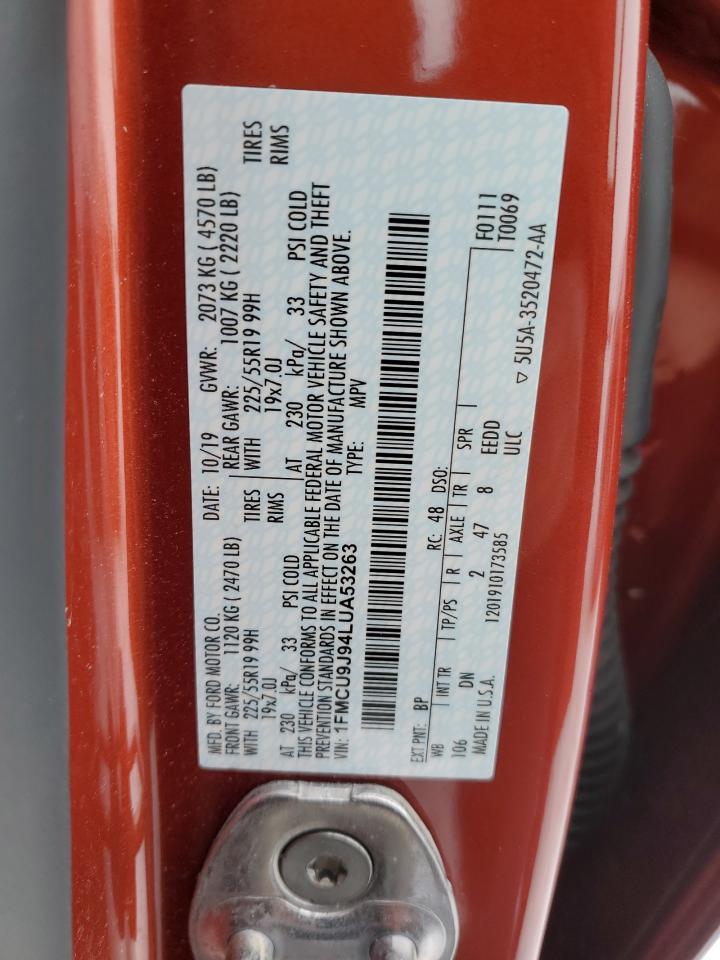 MFD. BY FORD MOTOR CO.
DATE: 10/19 GVWR: 2073 KG ( 4570 LB)
FRONT GAWR: 1120 KG ( 2470 LB)
REAR GAWR: 1007 KG ( 2220 LB)
WITH 225/55R19 99H TIRES
WITH 225/55R19 99H TIRES
19x7.0J RIMS
19x7.0J RIMS
AT 230 kPa/ 33 PSI COLD
AT 230 kPa/ 33 PSI COLD
THIS VEHICLE CONFORMS TO ALL APPLICABLE FEDERAL MOTOR VEHICLE SAFETY AND THEFT
PREVENTION STANDARDS IN EFFECT ON THE DATE OF MANUFACTURE SHOWN ABOVE.
VIN: 1FMCU9J94LUA53263 TYPE: MPV
EXT PNT: BP RC: 48 DSO:
WB INT TR TP/PS R AXLE TR SPR
F0111
T0069
106 DN 2 47 8 EEDD
MADE IN U.S.A. 1201910173585 ULC
▽ 5U5A-3520472-AA